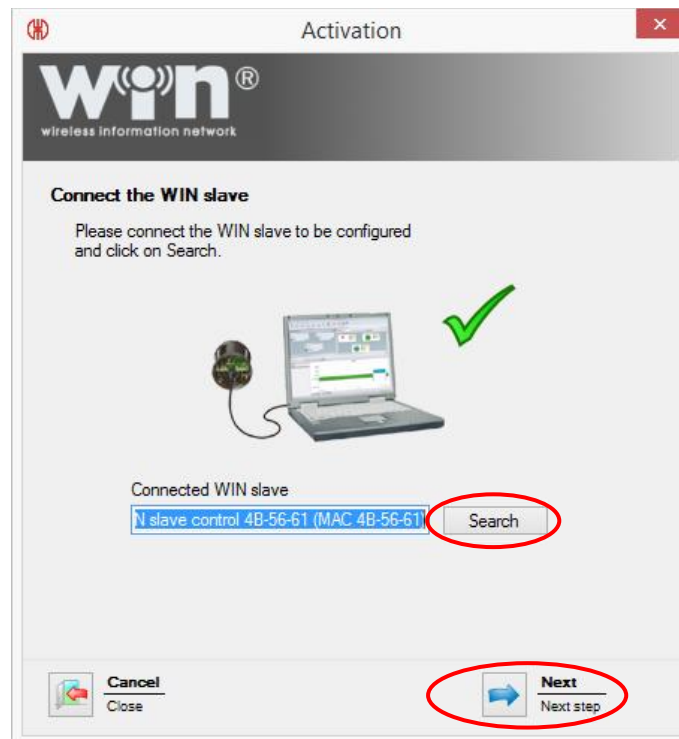 Activation
WIN®
wireless information network
Connect the WIN slave
Please connect the WIN slave to be configured
and click on Search.
Connected WIN slave
N slave control 4B-56-61 (MAC 4B-56-61)
Search
Cancel
Close
Next
Next step